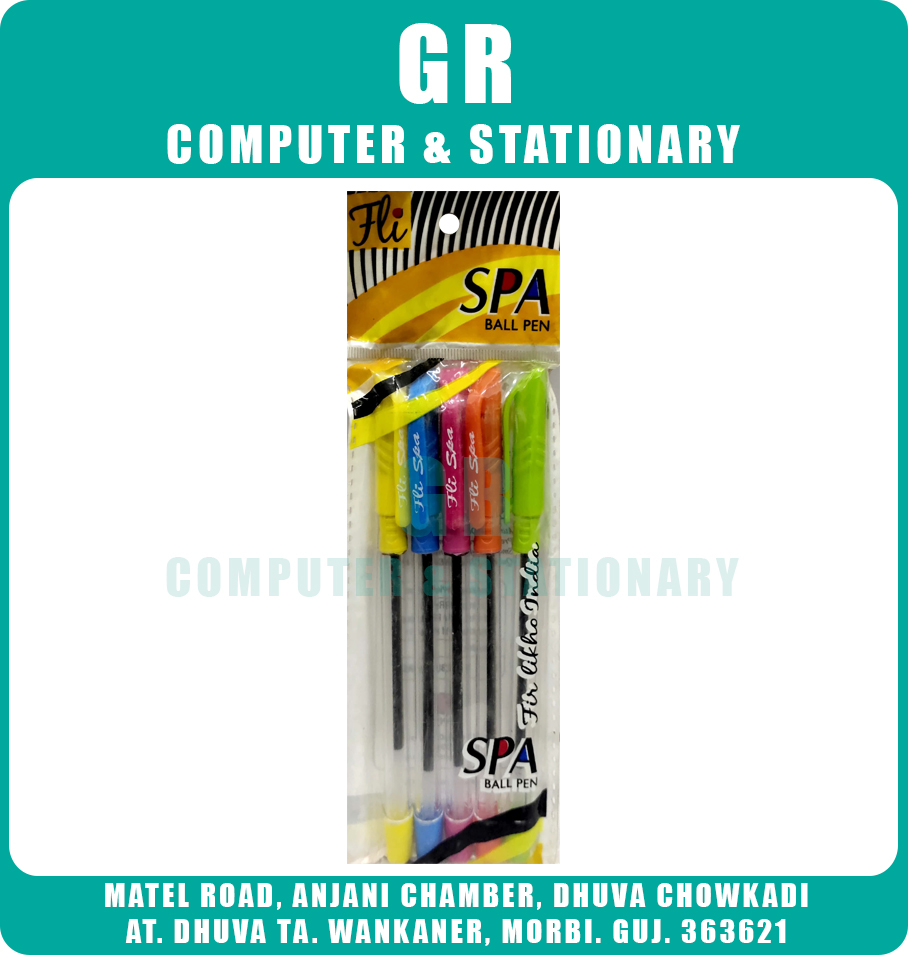 GR
COMPUTER & STATIONARY
Fli
SPA
BALL PEN
Fli Spa
Fli Spa
Fli Spa
Fli Spa
GR
COMPUTER & STATIONARY
Fir likho India
SPA
BALL PEN
MATEL ROAD, ANJANI CHAMBER, DHUVA CHOWKADI
AT. DHUVA TA. WANKANER, MORBI. GUJ. 363621